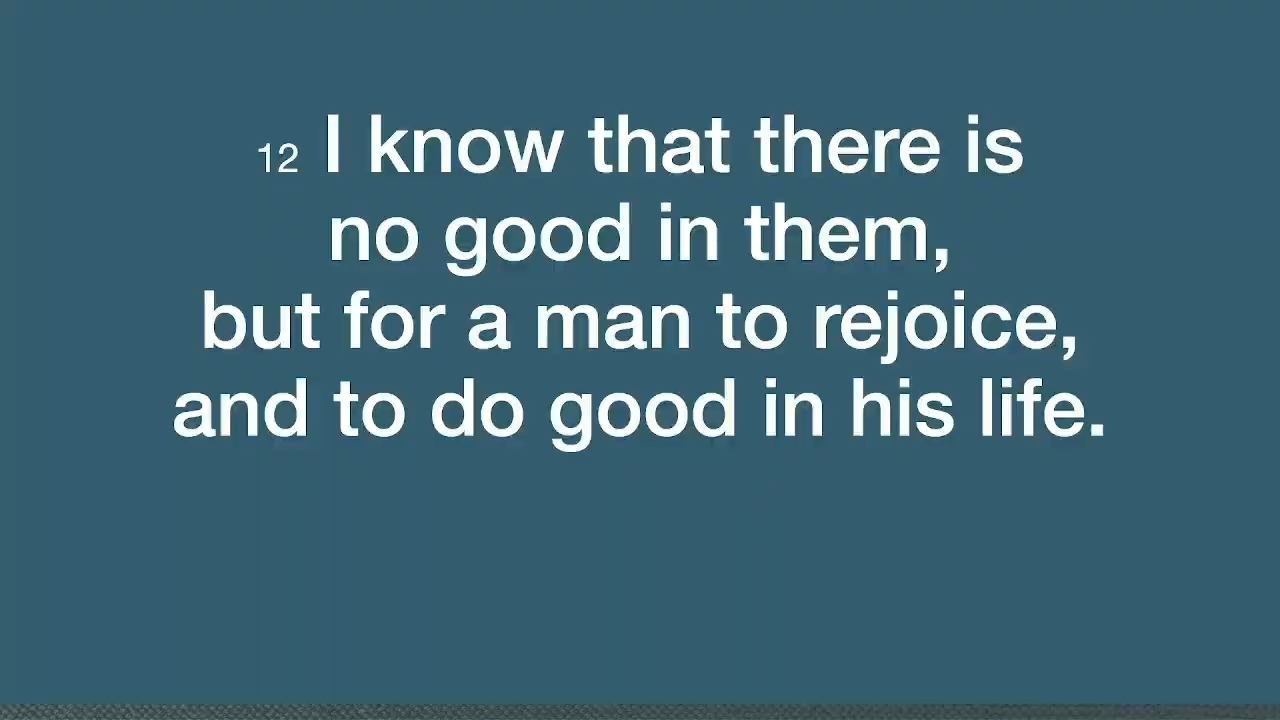 12 I know that there is
no good in them,
but for a man to rejoice,
and to do good in his life.